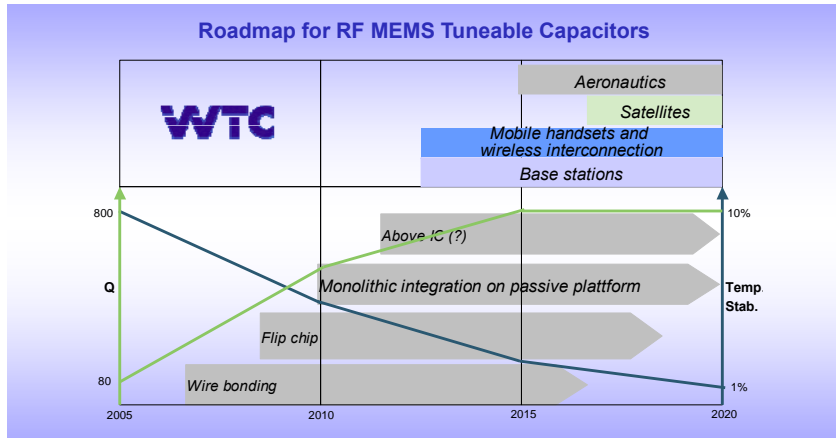 Roadmap for RF MEMS Tuneable Capacitors
WTC
Aeronautics
Satellites
Mobile handsets and
wireless interconnection
Base stations
800
10%
Above IC (?)
Q
Monolithic integration on passive plattform
Temp.
Stab.
Flip chip
80
Wire bonding
1%
2005
2010
2015
2020